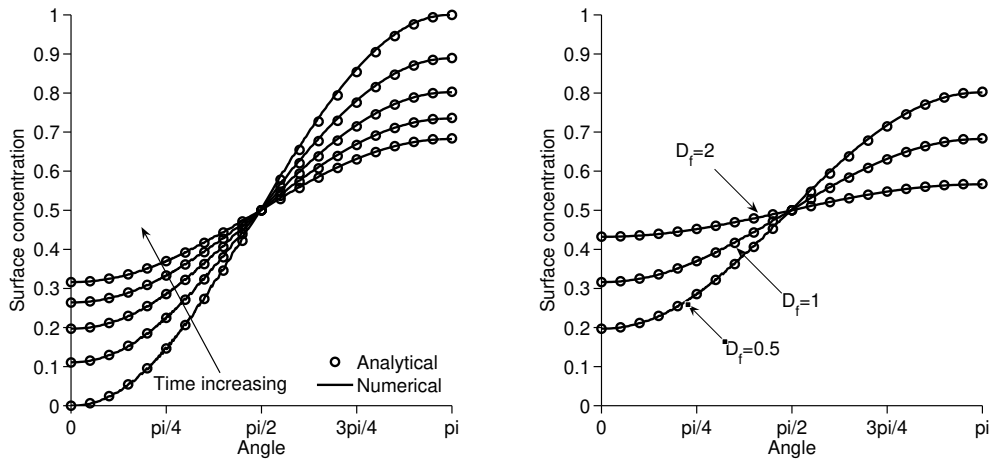 1
0.9
0.8
0.7
0.6
0.5
0.4
0.3
0.2
0.1
0
Surface concentration
Time increasing
Analytical
Numerical
0 pi/4 pi/2 3pi/4 pi
Angle
1
0.9
0.8
0.7
0.6
0.5
0.4
0.3
0.2
0.1
0
Surface concentration
D_f=2
D_f=1
D_f=0.5
0 pi/4 pi/2 3pi/4 pi
Angle